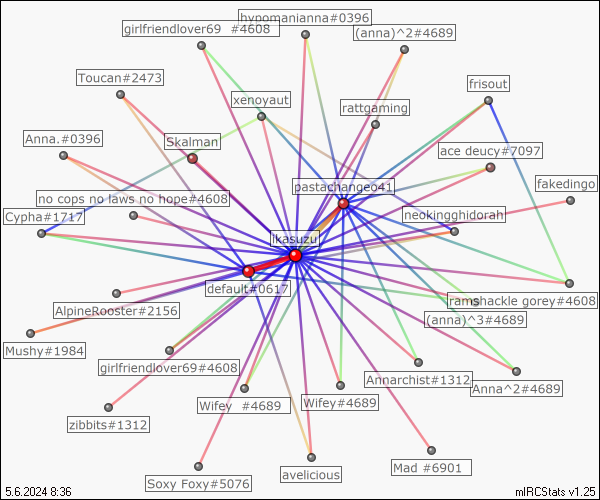 hypomanianna#0396
girlfriendlover69 #4608
(anna)^2#4689
Toucan#2473
frisout
xenoyaut
rattgaming
Anna.#0396
Skalman
ace deucy#7097
pastachangeo41
fakedingo
no cops no laws no hope#4608
Cypha#1717
neokingghidorah
ikasuzu
default#0617
ramshackle gorey#4608
AlpineRooster#2156
(anna)^3#4689
Mushy#1984
girlfriendlover69#4608
Annarchist#1312
Anna^2#4689
Wifey #4689
Wifey#4689
zibbits#1312
Mad #6901
avelicious
Soxy Foxy#5076
5.6.2024 8:36
mIRCStats v1.25